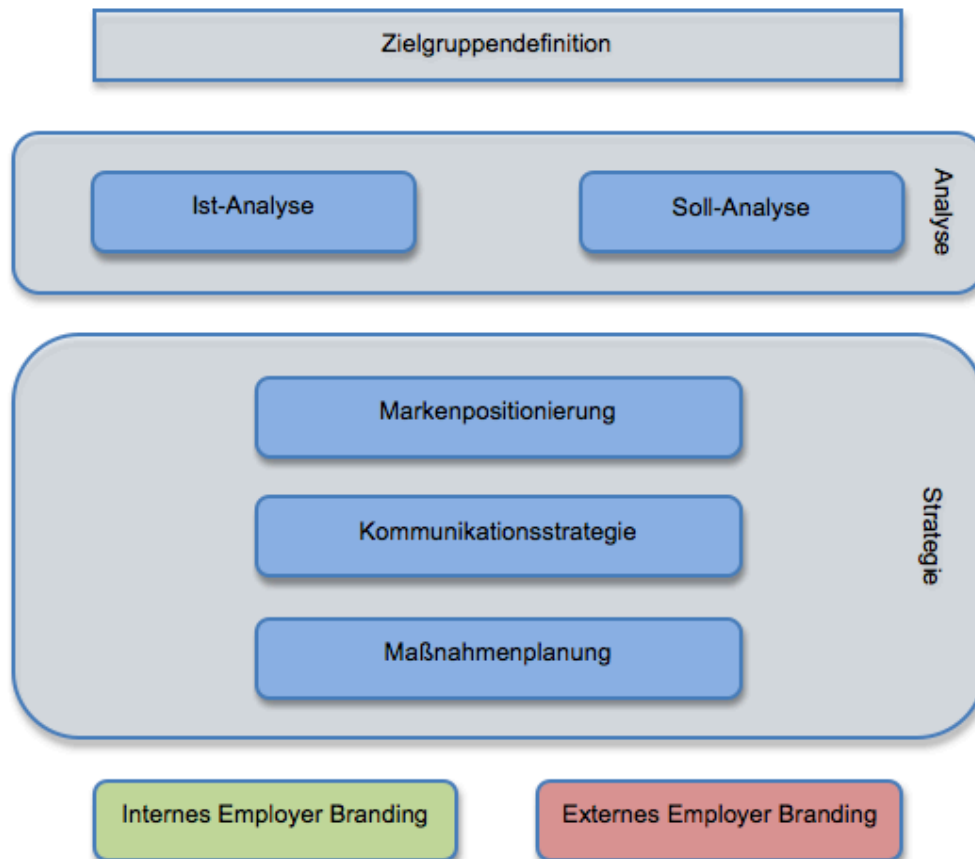 Zielgruppendefinition
Ist-Analyse
Soll-Analyse
Analyse
Markenpositionierung
Kommunikationsstrategie
Maßnahmenplanung
Strategie
Internes Employer Branding
Externes Employer Branding